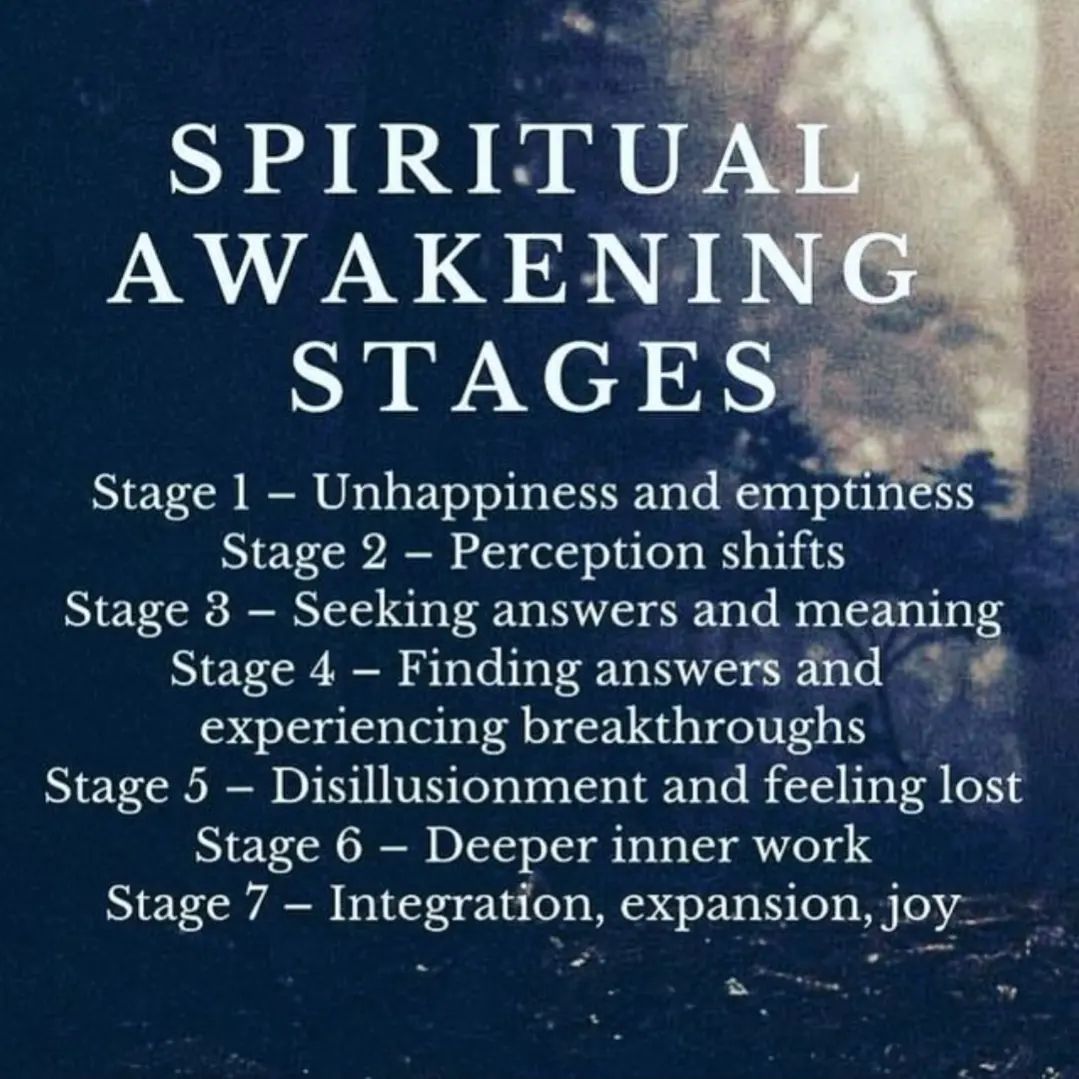 SPIRITUAL
AWAKENING
STAGES
Stage 1 – Unhappiness and emptiness
Stage 2 – Perception shifts
Stage 3 – Seeking answers and meaning
Stage 4 – Finding answers and
experiencing breakthroughs
Stage 5 – Disillusionment and feeling lost
Stage 6 – Deeper inner work
Stage 7 – Integration, expansion, joy